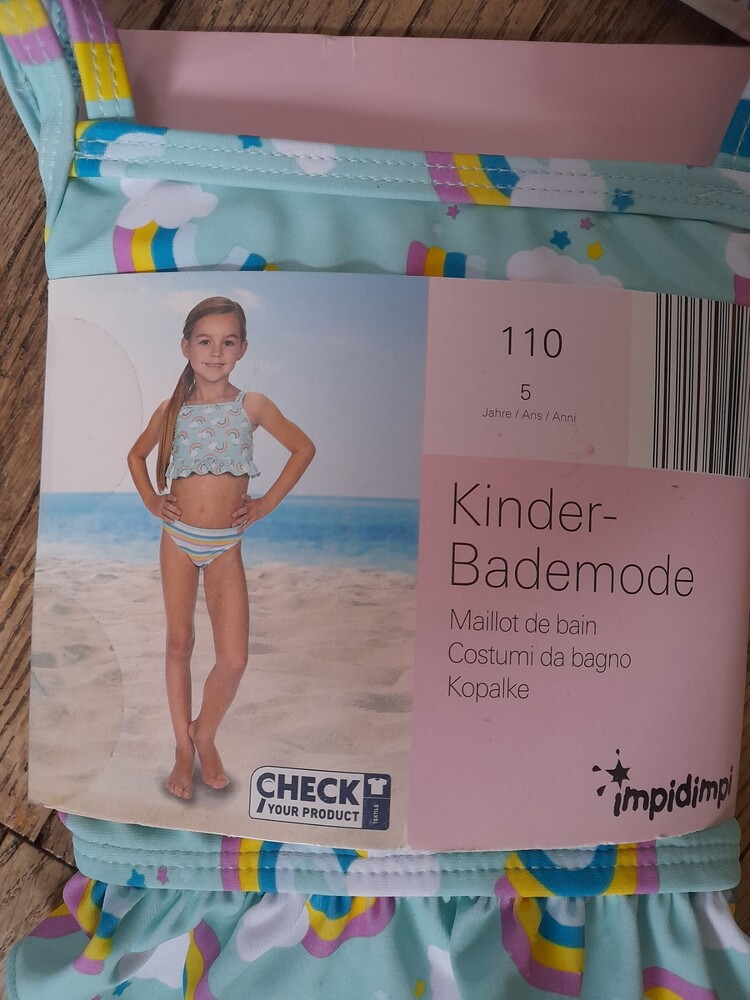 110
5
Jahre / Ans / Anni
Kinder-
Bademode
Maillot de bain
Costumi da bagno
Kopalke
CHECK
YOUR PRODUCT
TEXTILE
impidimpi